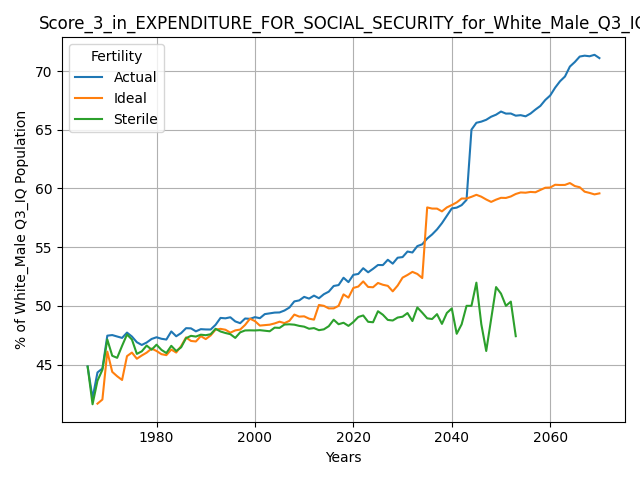 Score_3_in_EXPENDITURE_FOR_SOCIAL_SECURITY_for_White_Male_Q3_IQ
Fertility
Actual
Ideal
Sterile
% of White_Male Q3_IQ Population
70
65
60
55
50
45
1980
2000
2020
2040
2060
Years